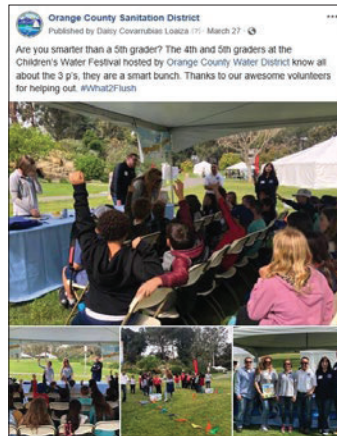 Orange County Sanitation District
Published by Daisy Covarrubias Loaiza (?) · March 27 ·
Are you smarter than a 5th grader? The 4th and 5th graders at the
Children's Water Festival hosted by Orange County Water District know all
about the 3 p's, they are a smart bunch. Thanks to our awesome volunteers
for helping out. #What2Flush